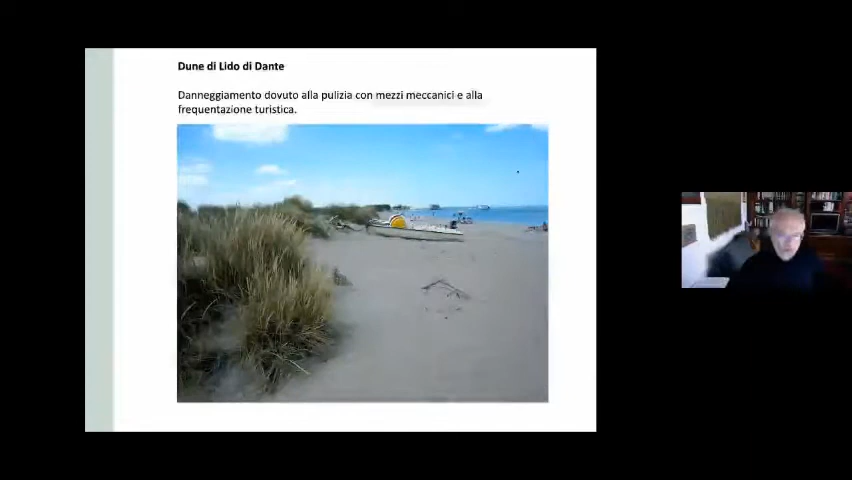 Dune di Lido di Dante
Danneggiamento dovuto alla pulizia con mezzi meccanici e alla
frequentazione turistica.